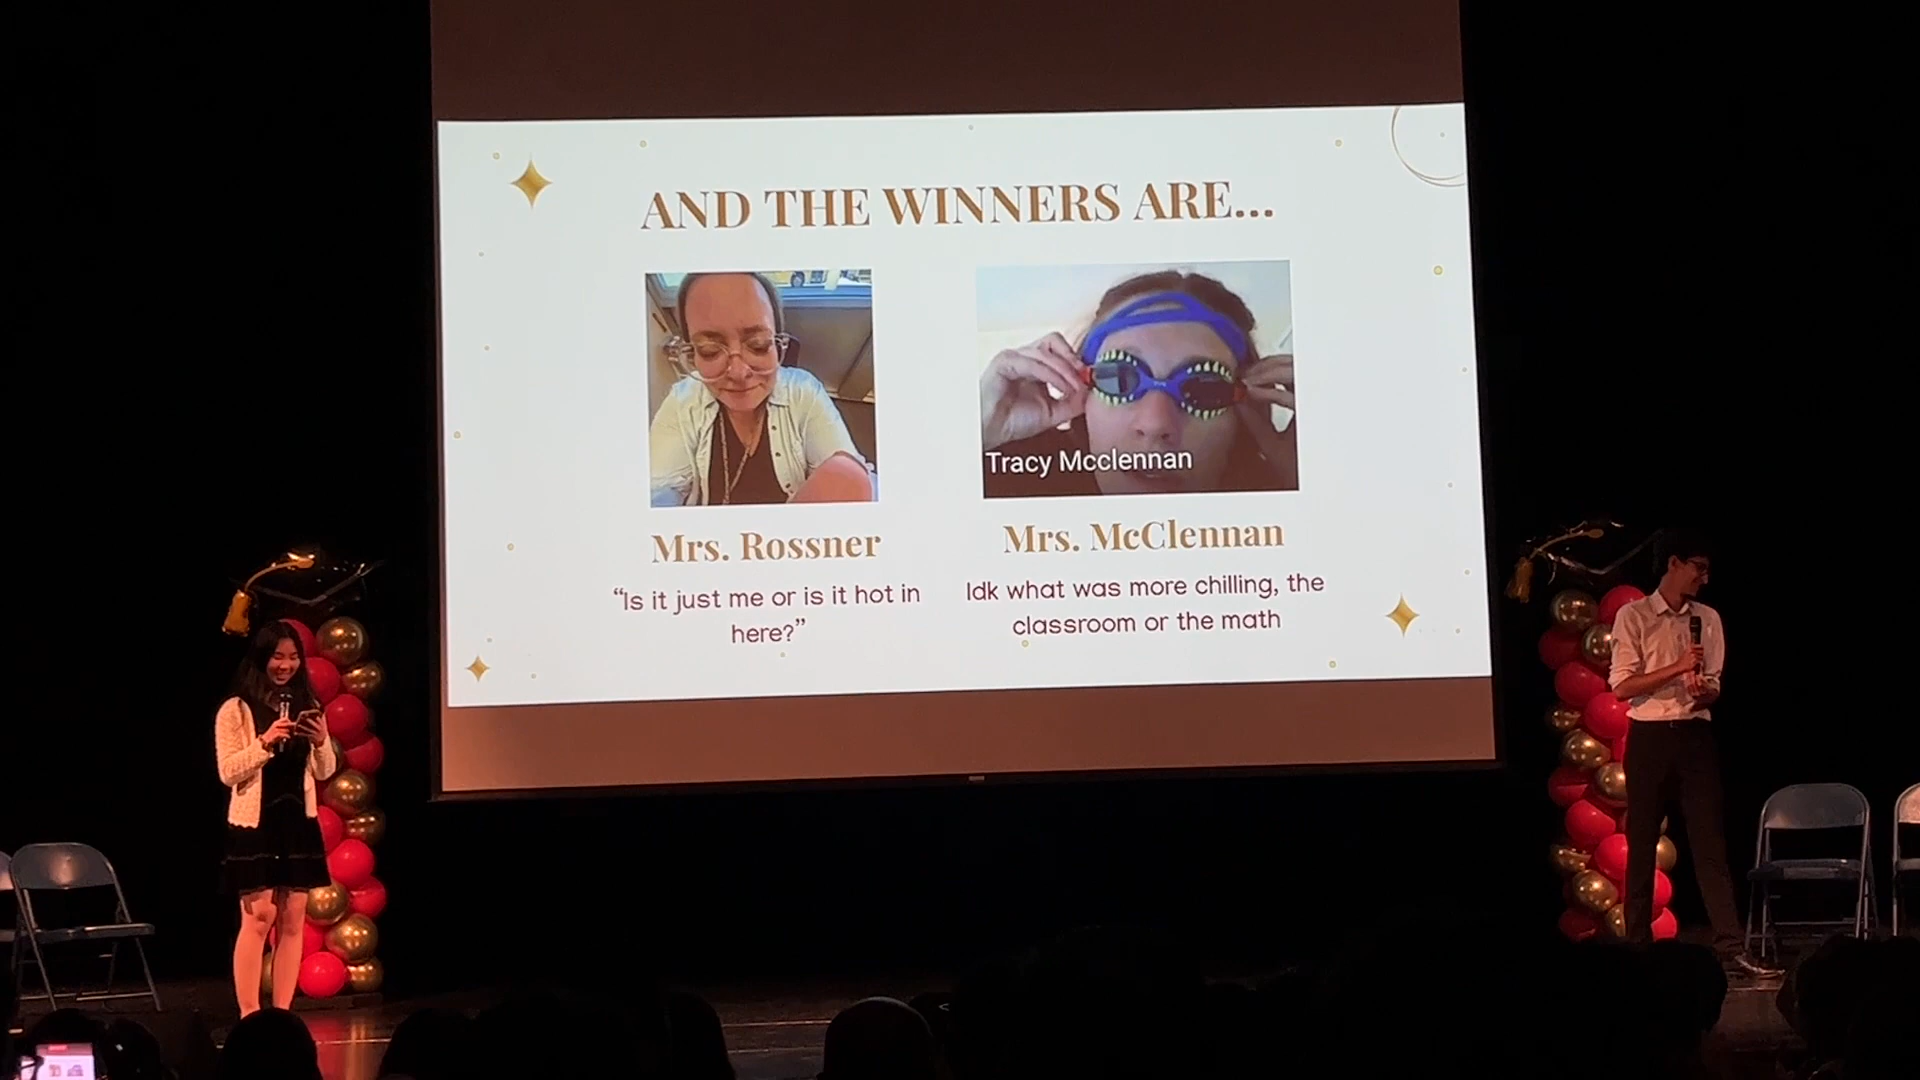 AND THE WINNERS ARE...
Tracy Mcclennan
Mrs. Rossner
"Is it just me or is it hot in
here?"
Mrs. McClennan
Idk what was more chilling, the
classroom or the math